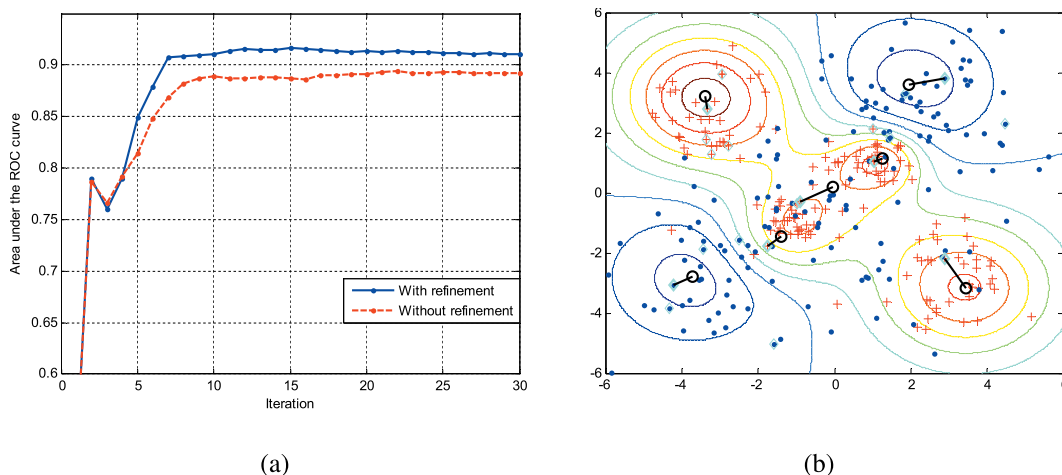 Area under the ROC curve
0.9
0.85
0.8
0.75
0.7
0.65
0.6
With refinement
Without refinement
0 5 10 15 20 25 30
Iteration
(a)
6
4
2
0
-2
-4
-6
-6 -4 -2 0 2 4 6
(b)